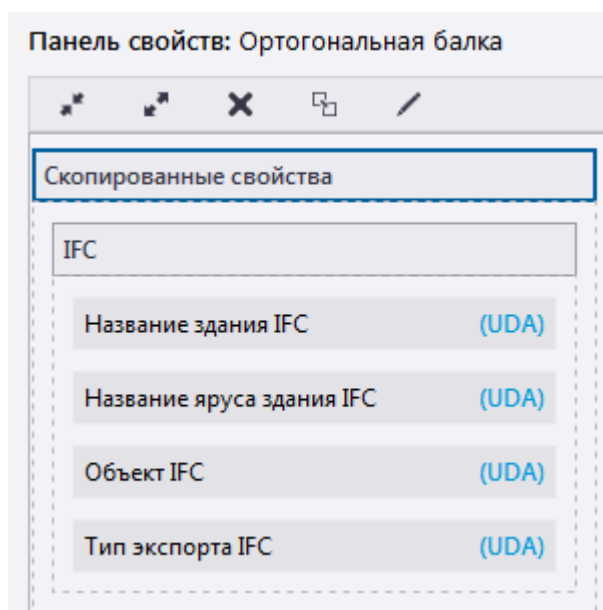 Панель свойств: Ортогональная балка
Скопированные свойства
IFC
Название здания IFC (UDA)
Название яруса здания IFC (UDA)
Объект IFC (UDA)
Тип экспорта IFC (UDA)